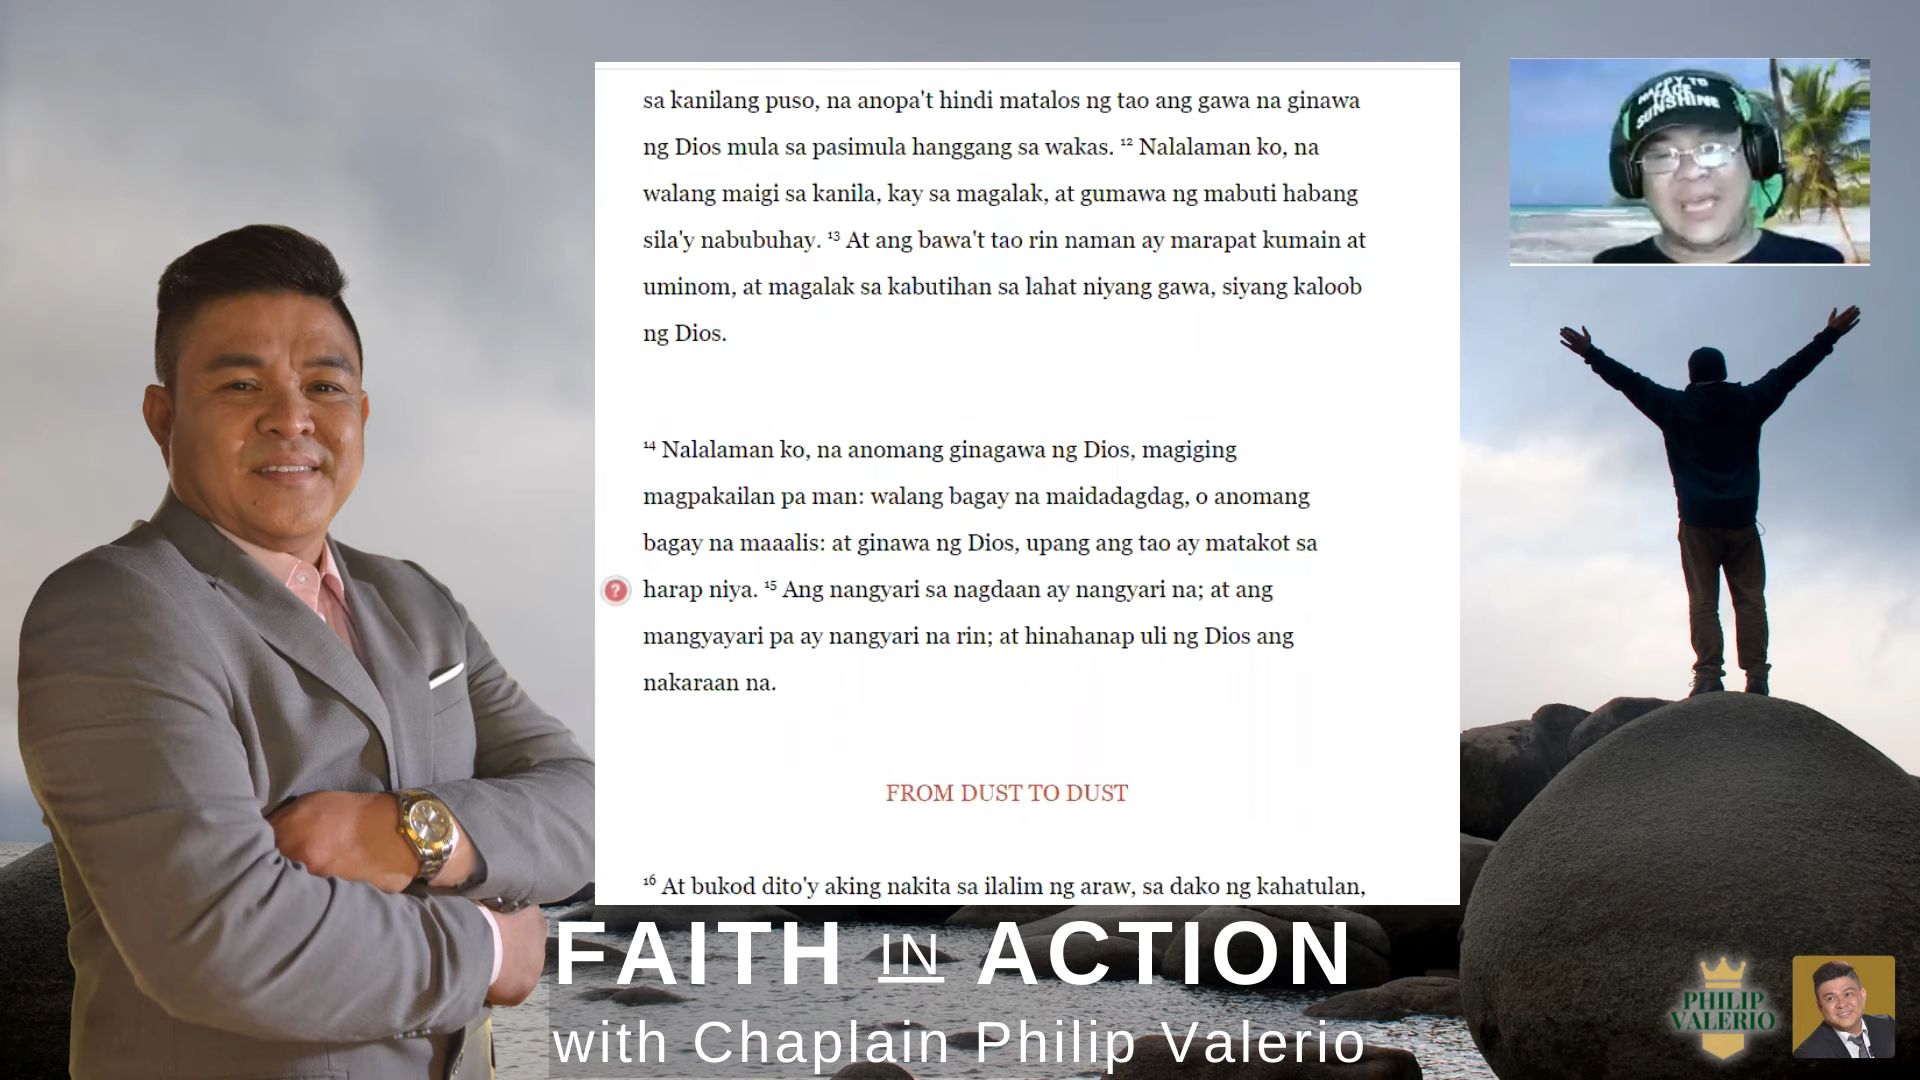 sa kanilang puso, na anopa't hindi matalos ng tao ang gawa na ginawa
ng Dios mula sa pasimula hanggang sa wakas. ¹² Nalalaman ko, na
walang maigi sa kanila, kay sa magalak, at gumawa ng mabuti habang
sila'y nabubuhay. ¹³ At ang bawa't tao rin naman ay marapat kumain at
uminom, at magalak sa kabutihan sa lahat niyang gawa, siyang kaloob
ng Dios.
¹⁴ Nalalaman ko, na anomang ginagawa ng Dios, magiging
magpakailan pa man: walang bagay na maidadagdag, o anomang
bagay na maaalis: at ginawa ng Dios, upang ang tao ay matakot sa
harap niya. ¹⁵ Ang nangyari sa nagdaan ay nangyari na; at ang
mangyayari pa ay nangyari na rin; at hinahanap uli ng Dios ang
nakaraan na.
FROM DUST TO DUST
¹⁶ At bukod dito'y aking nakita sa ilalim ng araw, sa dako ng kahatulan,
?
HAPPY TO
FACE
SUNSHINE
FAITH IN ACTION
with Chaplain Philip Valerio
PHILIP
VALERIO